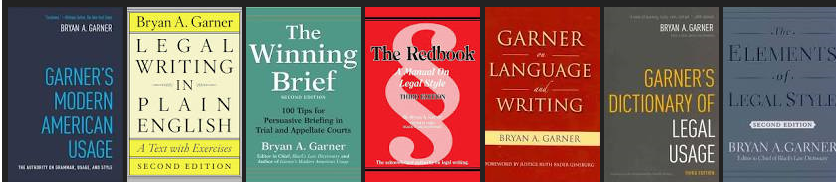 BRYAN A. GARNER
GARNER'S
MODERN
AMERICAN
USAGE
THE AUTHORITY ON GRAMMAR, USAGE, AND STYLE
Bryan A. Garner
LEGAL
WRITING
IN
PLAIN
ENGLISH
A Text with Exercises
SECOND EDITION
The
Winning
Brief
SECOND EDITION
100 Tips for
Persuasive Briefing in
Trial and Appellate Courts
Bryan A. Garner
Editor in Chief, Black's Law Dictionary and
Author of Garner's Modern American Usage
The Redbook
A Manual On
Legal Style
THIRD EDITION
GARNER
on
LANGUAGE
and
WRITING
BRYAN A. GARNER
FOREWORD BY JUSTICE RUTH BADER GINSBURG
BRYAN A. GARNER
GARNER'S
DICTIONARY OF
LEGAL
USAGE
THIRD EDITION
The
ELEMENTS
of
LEGAL STYLE
SECOND EDITION
BRYAN A. GARNER
Editor in Chief of Black's Law Dictionary